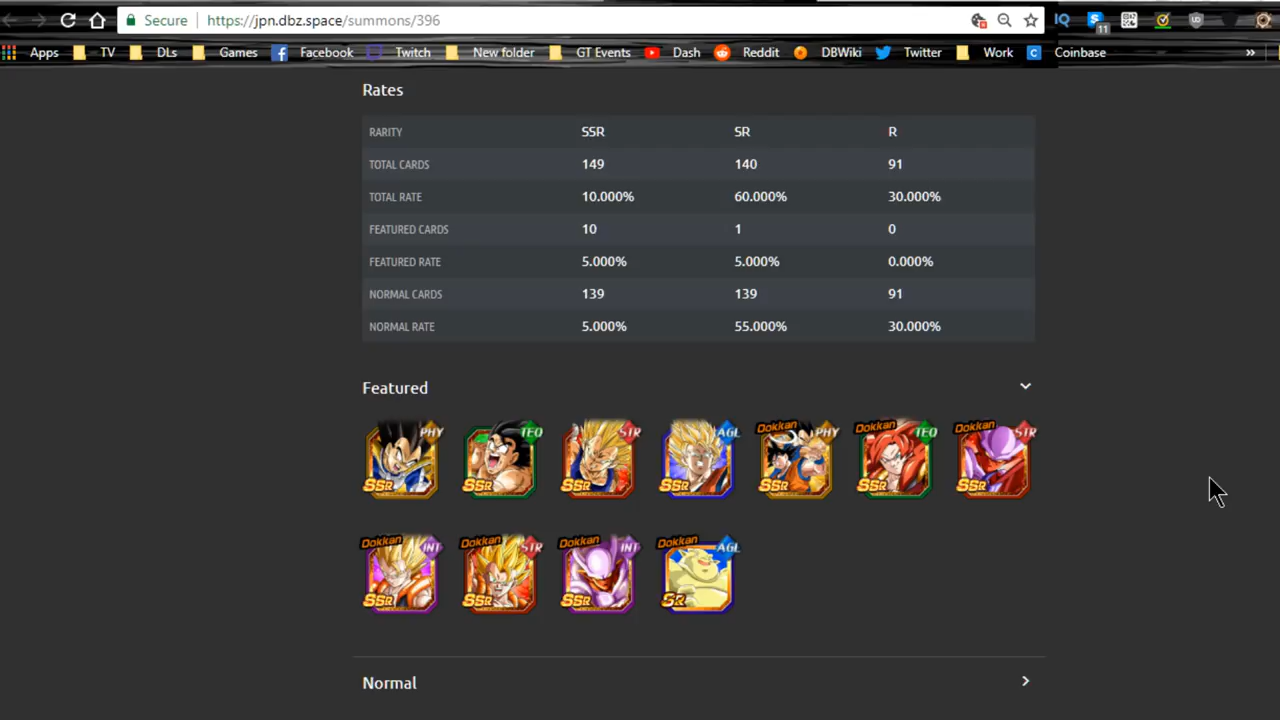 Secure https://jpn.dbz.space/summons/396 IQ 11 UD
Apps TV DLs Games Facebook Twitch New folder GT Events Dash Reddit DBWiki Twitter Work C Coinbase »
Rates
RARITY SSR SR R
TOTAL CARDS 149 140 91
TOTAL RATE 10.000% 60.000% 30.000%
FEATURED CARDS 10 1 0
FEATURED RATE 5.000% 5.000% 0.000%
NORMAL CARDS 139 139 91
NORMAL RATE 5.000% 55.000% 30.000%
Featured
PHY TEQ STR AGL Dokkan PHY Dokkan TEQ Dokkan STR
SSR SSR SSR SSR SSR SSR SSR
Dokkan INT Dokkan STR Dokkan INT Dokkan AGL
SSR SSR SSR SR
Normal